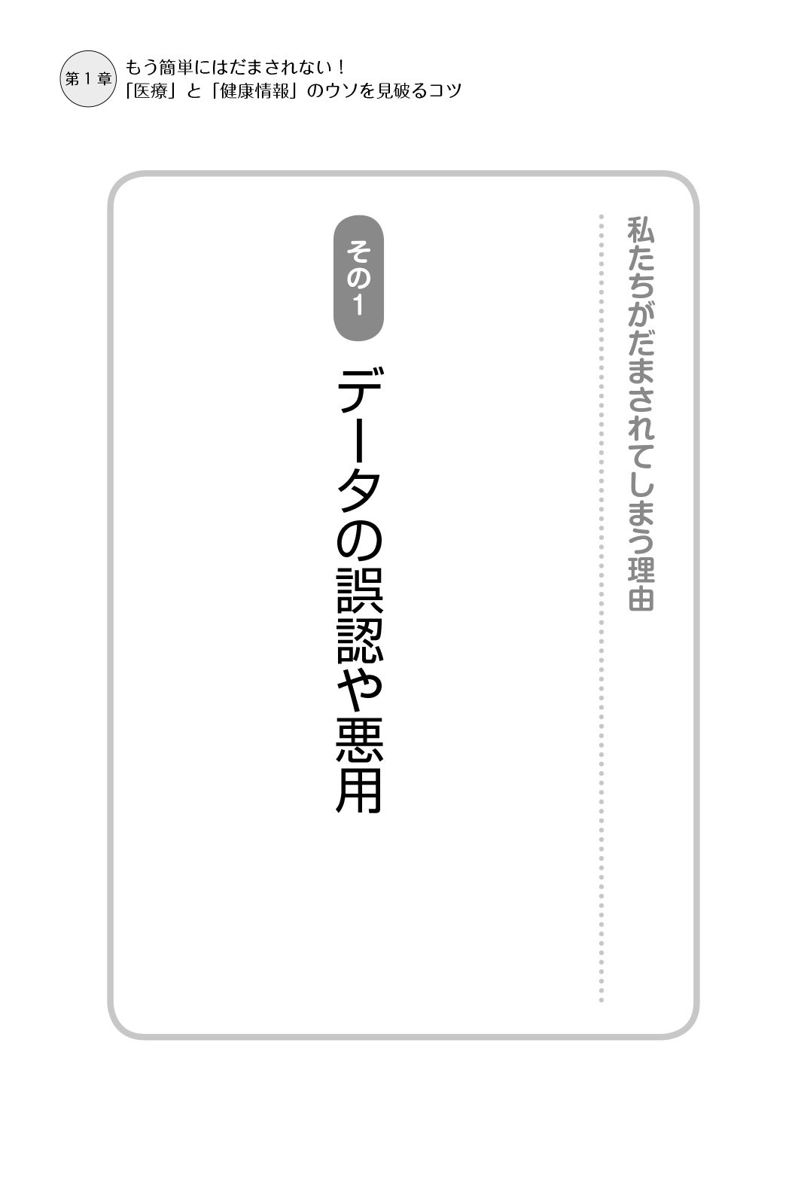 第1章
もう簡単にはだまされない！
「医療」と「健康情報」のウソを見破るコツ
私たちがだまされてしまう理由
その1
データの誤認や悪用